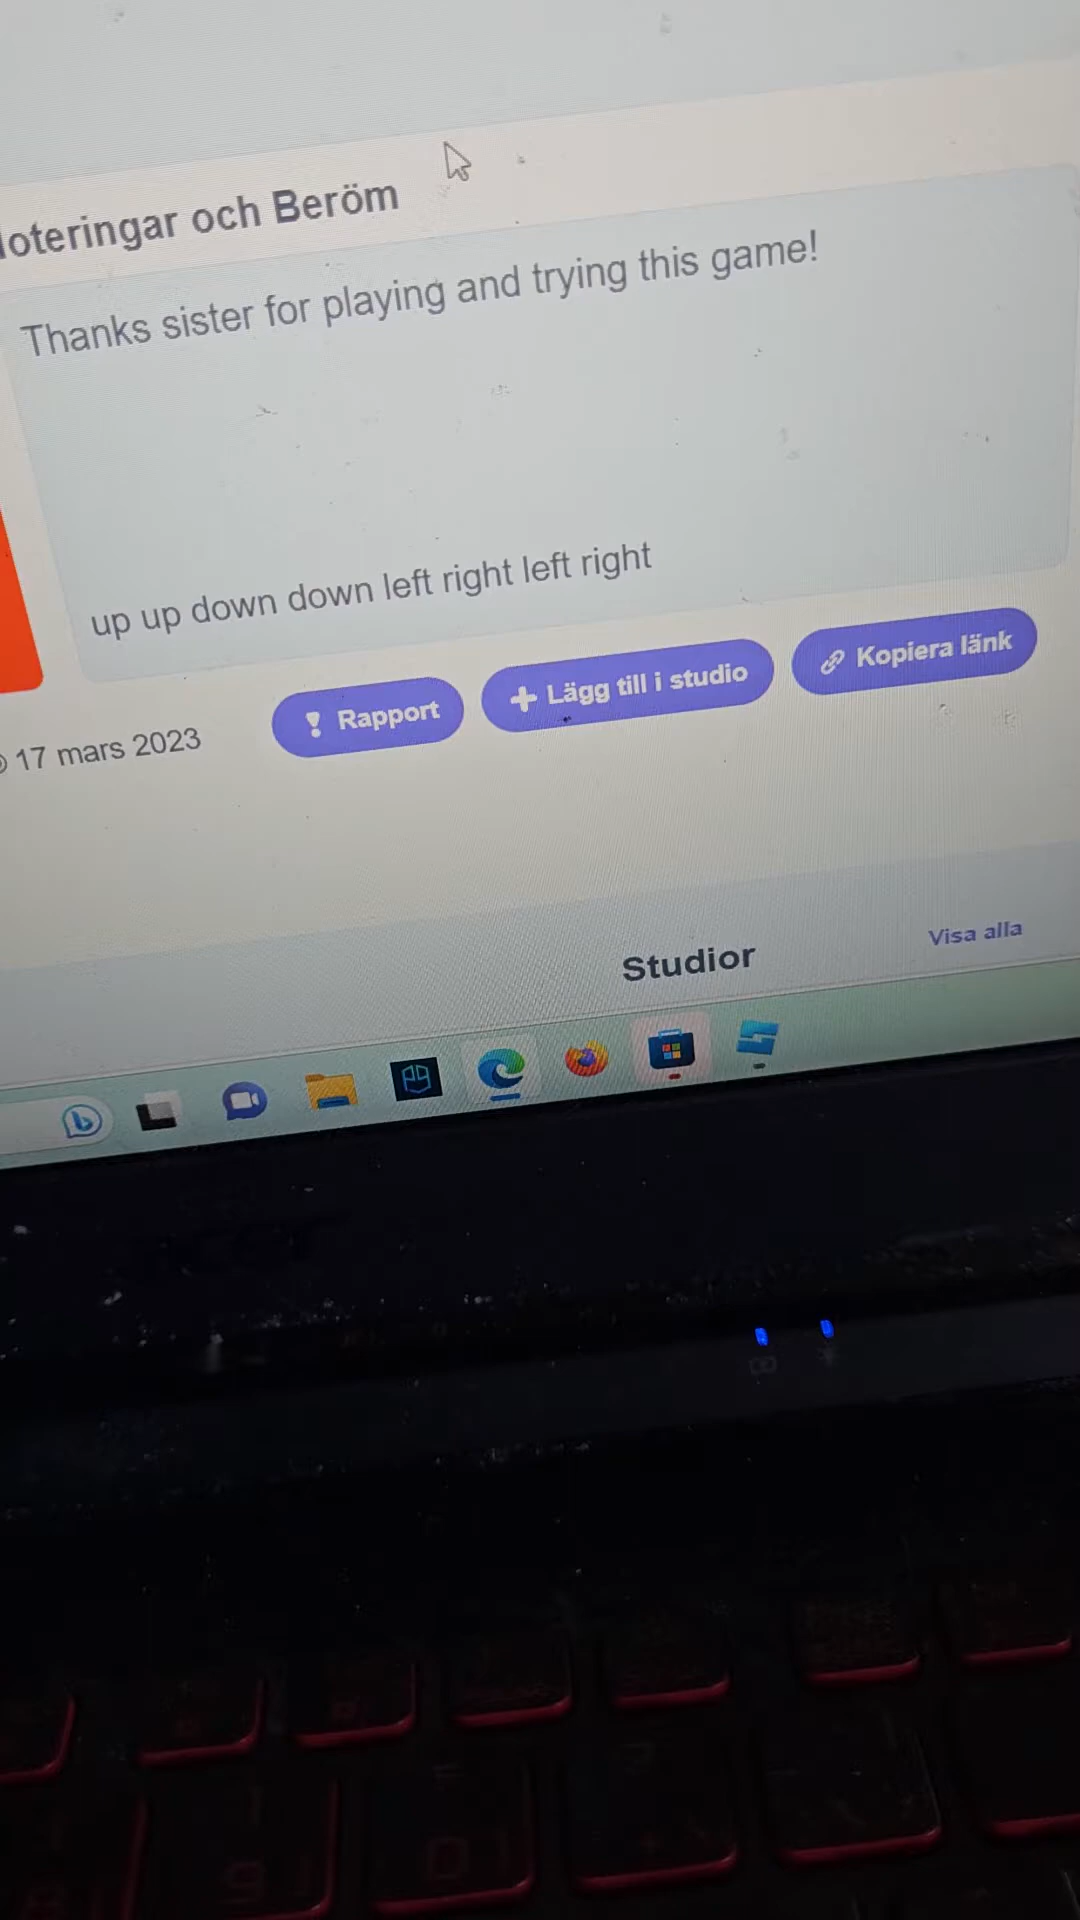 oteringar och Beröm
Thanks sister for playing and trying this game!
up up down down left right left right
17 mars 2023
Rapport
Lägg till i studio
Kopiera länk
Studior
Visa alla